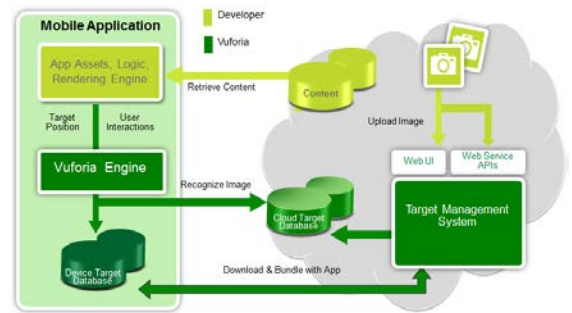 Mobile Application
Developer
Vuforia
App Assets, Logic,
Rendering Engine
Retrieve Content
Content
Upload Image
Target
Position
User
Interactions
Web UI
Web Service
APIs
Vuforia Engine
Recognize Image
Cloud Target
Database
Target Management
System
Device Target
Database
Download & Bundle with App